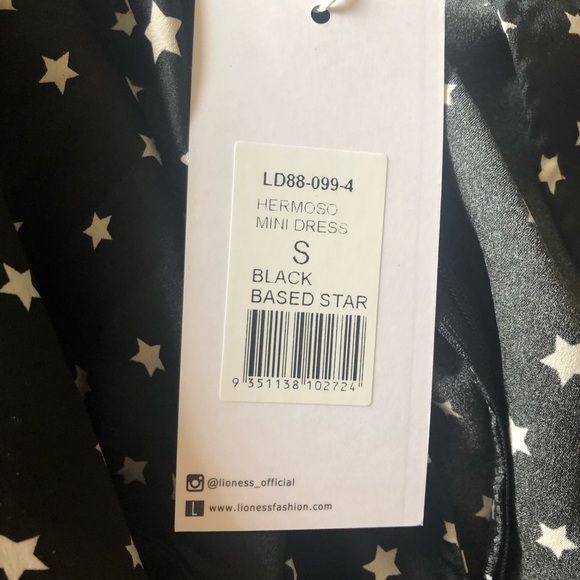 LD88-099-4
HERMOSO
MINI DRESS
S
BLACK
BASED STAR
9 351138 102724
@lioness_official
L www.lionessfashion.com